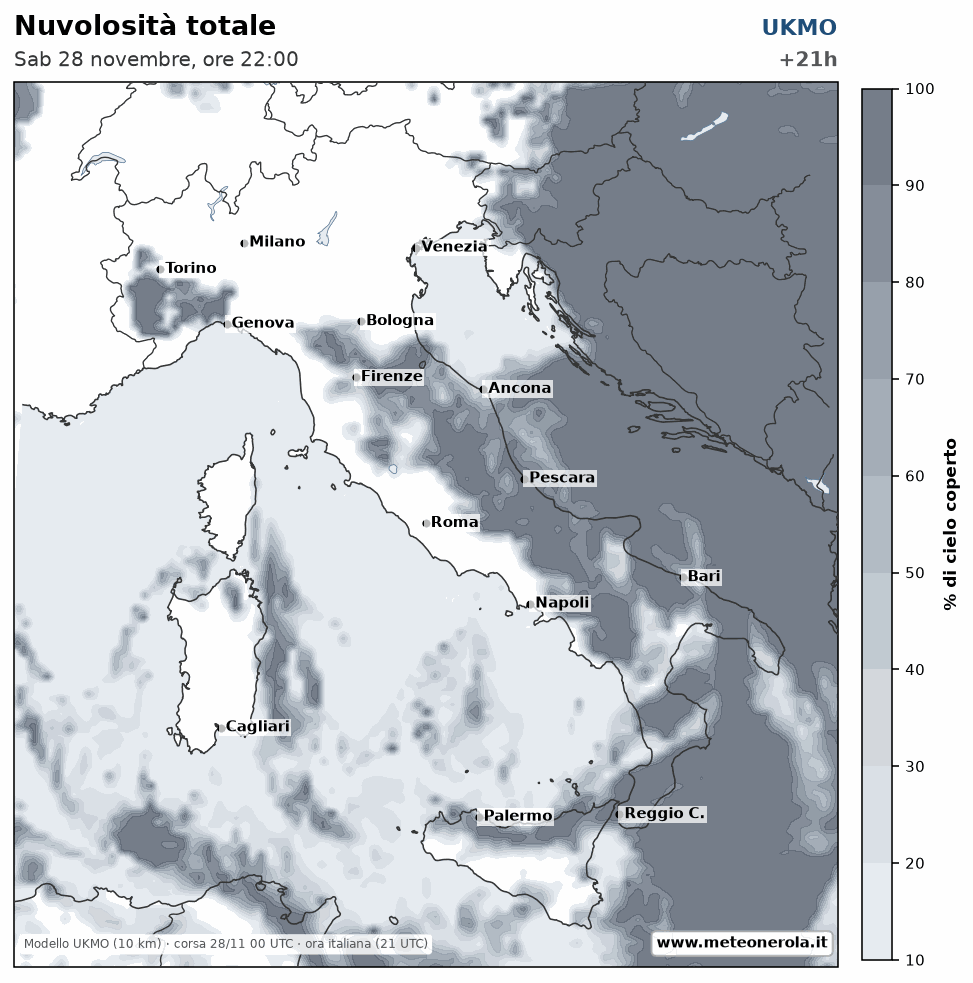 Nuvolosità totale
UKMO
Sab 28 novembre, ore 22:00
+21h
100
90
80
70
60
50
40
30
20
10
% di cielo coperto
Milano
Venezia
Torino
Genova
Bologna
Firenze
Ancona
Pescara
Roma
Bari
Napoli
Cagliari
Palermo
Reggio C.
Modello UKMO (10 km) · corsa 28/11 00 UTC · ora italiana (21 UTC)
www.meteonerola.it